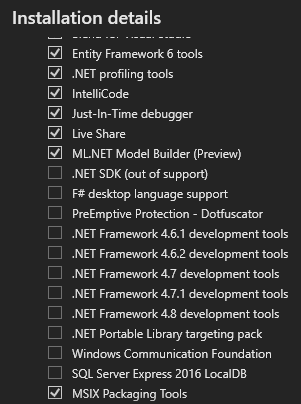 Installation details
Blend for Visual Studio
Entity Framework 6 tools
.NET profiling tools
IntelliCode
Just-In-Time debugger
Live Share
ML.NET Model Builder (Preview)
.NET SDK (out of support)
F# desktop language support
PreEmptive Protection - Dotfuscator
.NET Framework 4.6.1 development tools
.NET Framework 4.6.2 development tools
.NET Framework 4.7 development tools
.NET Framework 4.7.1 development tools
.NET Framework 4.8 development tools
.NET Portable Library targeting pack
Windows Communication Foundation
SQL Server Express 2016 LocalDB
MSIX Packaging Tools